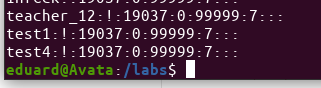 teacher_12:!:19037:0:99999:7:::
test1:!:19037:0:99999:7:::
test4:!:19037:0:99999:7:::
eduard@Avata:/labs$